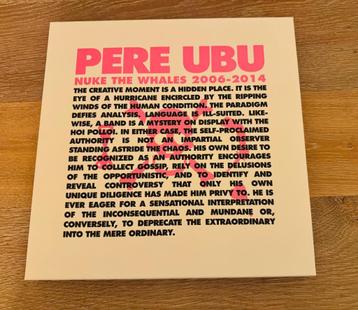 PERE UBU
NUKE THE WHALES 2006-2014
THE CREATIVE MOMENT IS A HIDDEN PLACE. IT IS THE
EYE OF A HURRICANE ENCIRCLED BY THE RIPPING
WINDS OF THE HUMAN CONDITION. THE PARADIGM
DEFIES ANALYSIS. LANGUAGE IS ILL-SUITED. LIKE-
WISE, A BAND IS A MYSTERY ON DISPLAY WITH THE
HOI POLLOI. IN EITHER CASE, THE SELF-PROCLAIMED
AUTHORITY IS NOT AN IMPARTIAL OBSERVER
STANDING ASTRIDE THE CHAOS. HIS OWN DESIRE TO
BE RECOGNIZED AS AN AUTHORITY ENCOURAGES
HIM TO COLLECT GOSSIP, RELY ON THE DELUSIONS
OF THE OPPORTUNISTIC, AND TO IDENTIFY AND
REVEAL CONTROVERSY THAT ONLY HIS OWN
UNIQUE DILIGENCE HAS MADE HIM PRIVY TO. HE IS
EVER EAGER FOR A SENSATIONAL INTERPRETATION
OF THE INCONSEQUENTIAL AND MUNDANE OR,
CONVERSELY, TO DEPRECATE THE EXTRAORDINARY
INTO THE MERE ORDINARY.